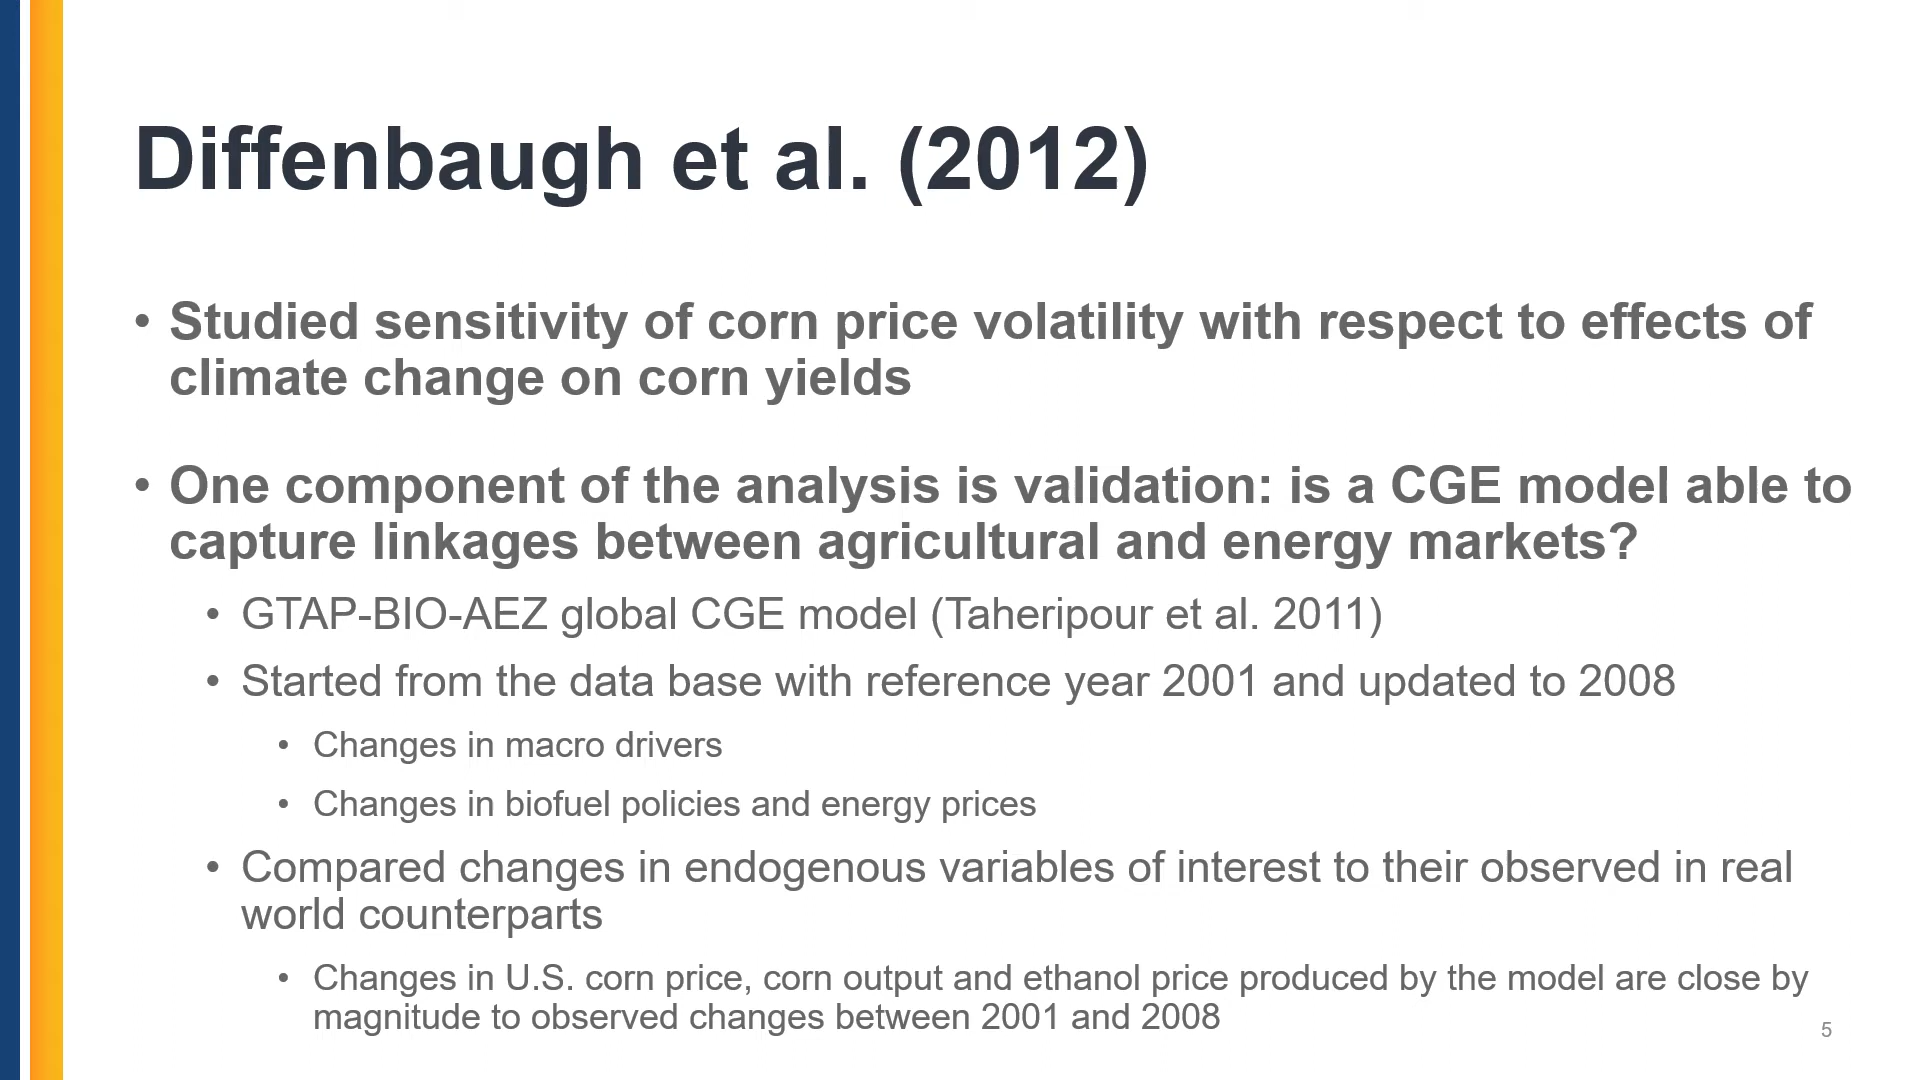 Diffenbaugh et al. (2012)
• Studied sensitivity of corn price volatility with respect to effects of
climate change on corn yields
• One component of the analysis is validation: is a CGE model able to
capture linkages between agricultural and energy markets?
• GTAP-BIO-AEZ global CGE model (Taheripour et al. 2011)
• Started from the data base with reference year 2001 and updated to 2008
• Changes in macro drivers
• Changes in biofuel policies and energy prices
• Compared changes in endogenous variables of interest to their observed in real
world counterparts
• Changes in U.S. corn price, corn output and ethanol price produced by the model are close by
magnitude to observed changes between 2001 and 2008
5